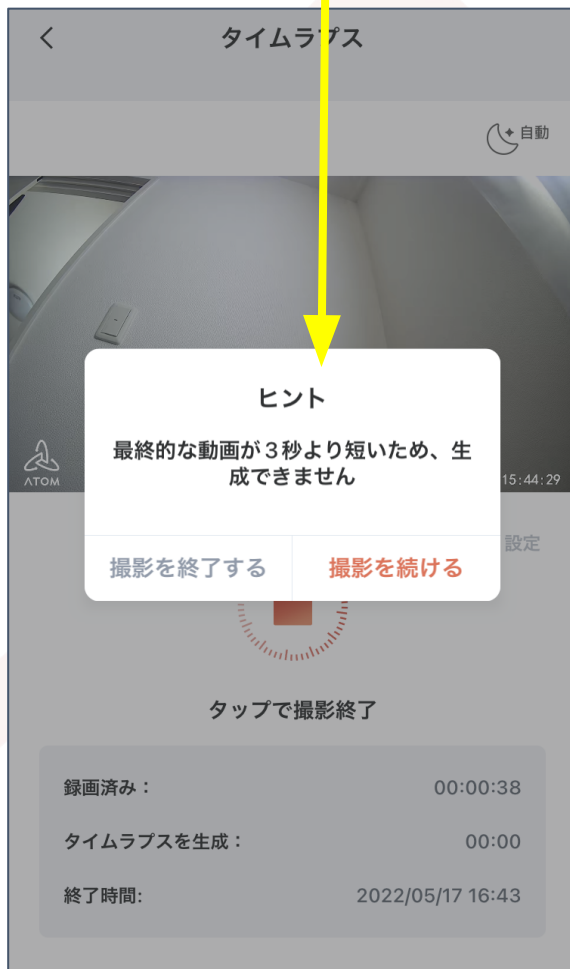 タイムラプス
自動
ATOM
15:44:29
ヒント
最終的な動画が3秒より短いため、生
成できません
設定
撮影を終了する
撮影を続ける
タップで撮影終了
録画済み：
00:00:38
タイムラプスを生成：
00:00
終了時間:
2022/05/17 16:43